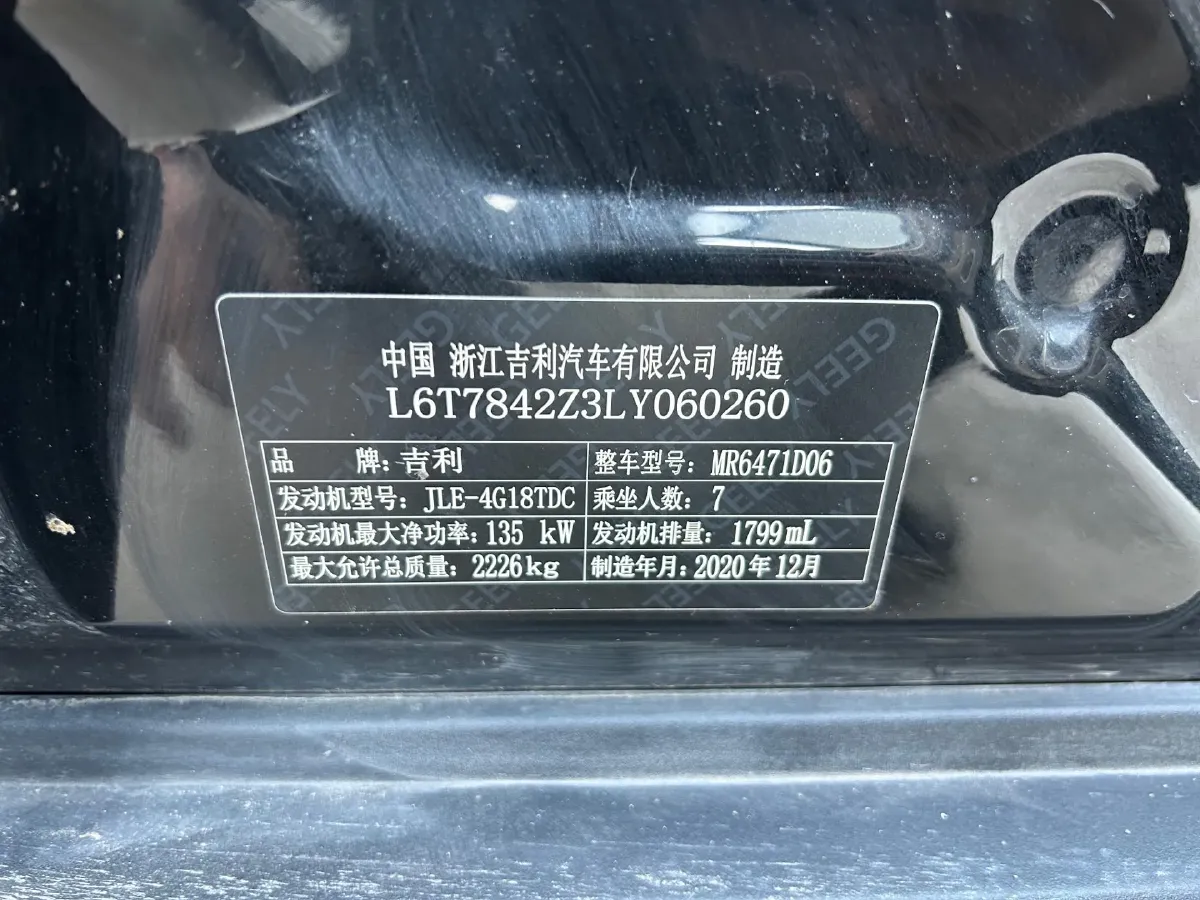 中国 浙江吉利汽车有限公司 制造
L6T7842Z3LY060260
品 牌: 吉利 整车型号: MR6471D06
发动机型号: JLE-4G18TDC 乘坐人数: 7
发动机最大净功率: 135 kW 发动机排量: 1799mL
最大允许总质量: 2226kg 制造年月: 2020年12月
GEELY